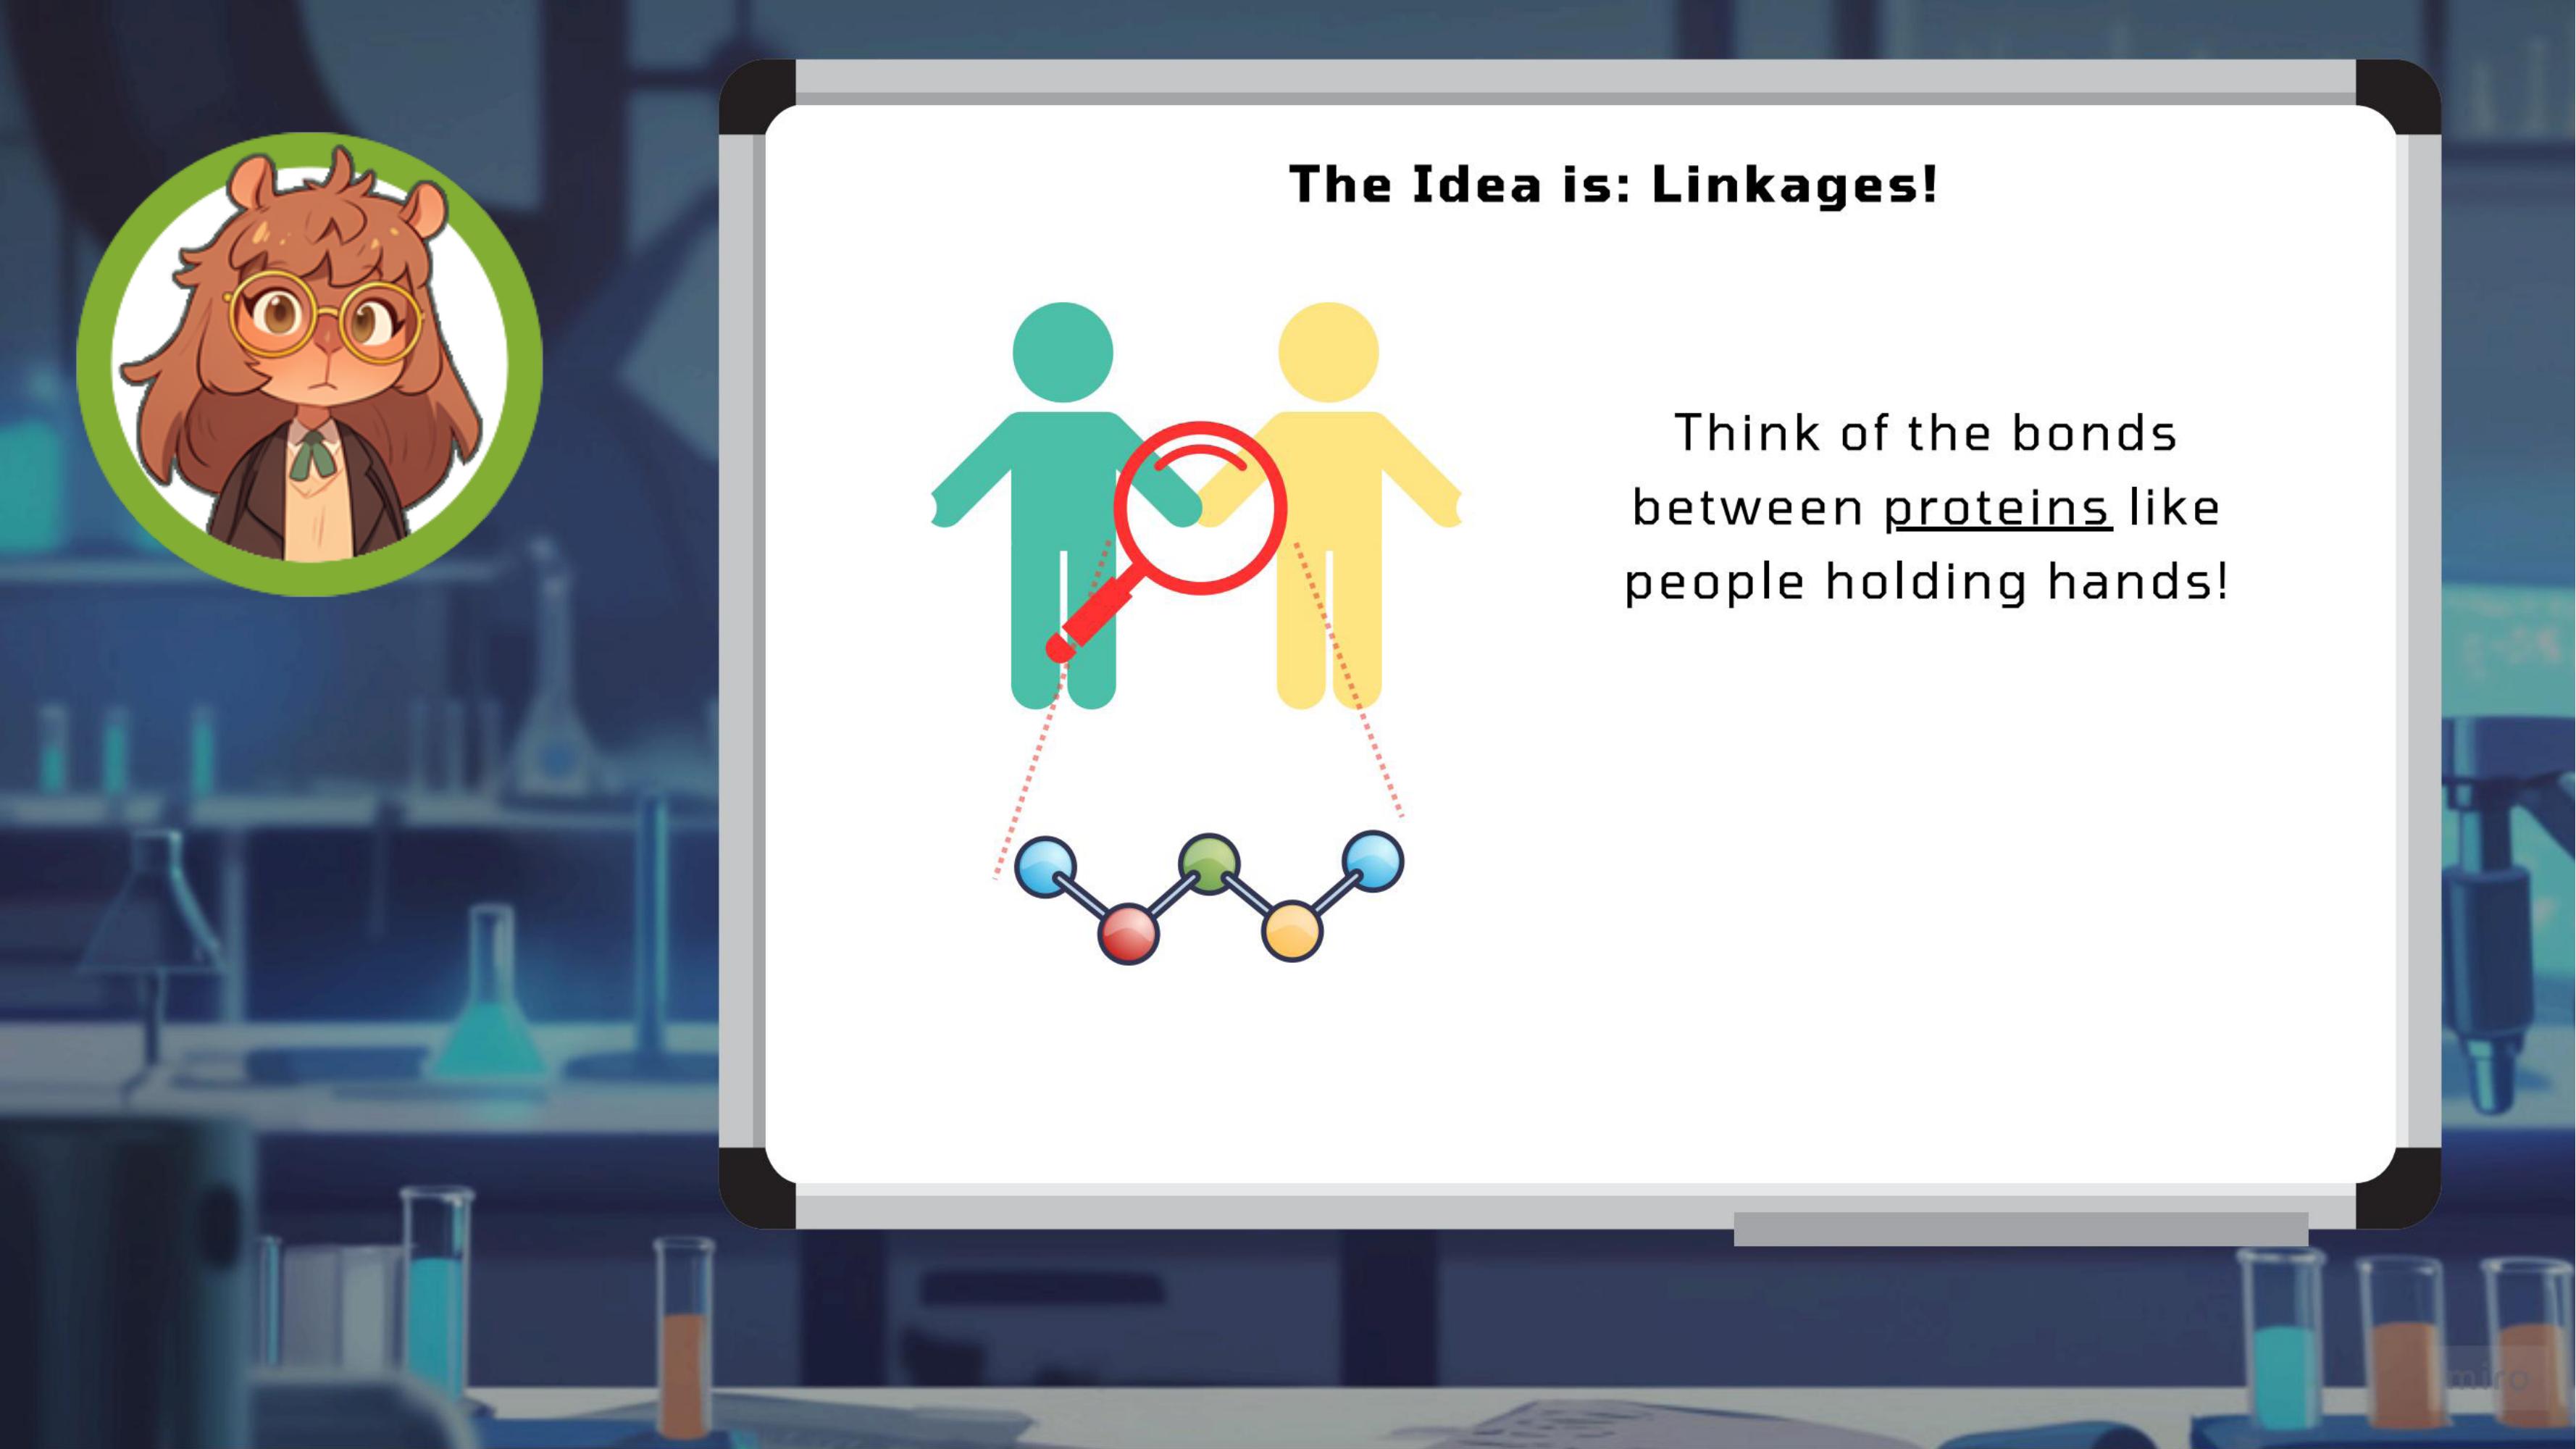 The Idea is: Linkages!
Think of the bonds
between proteins like
people holding hands!
miro